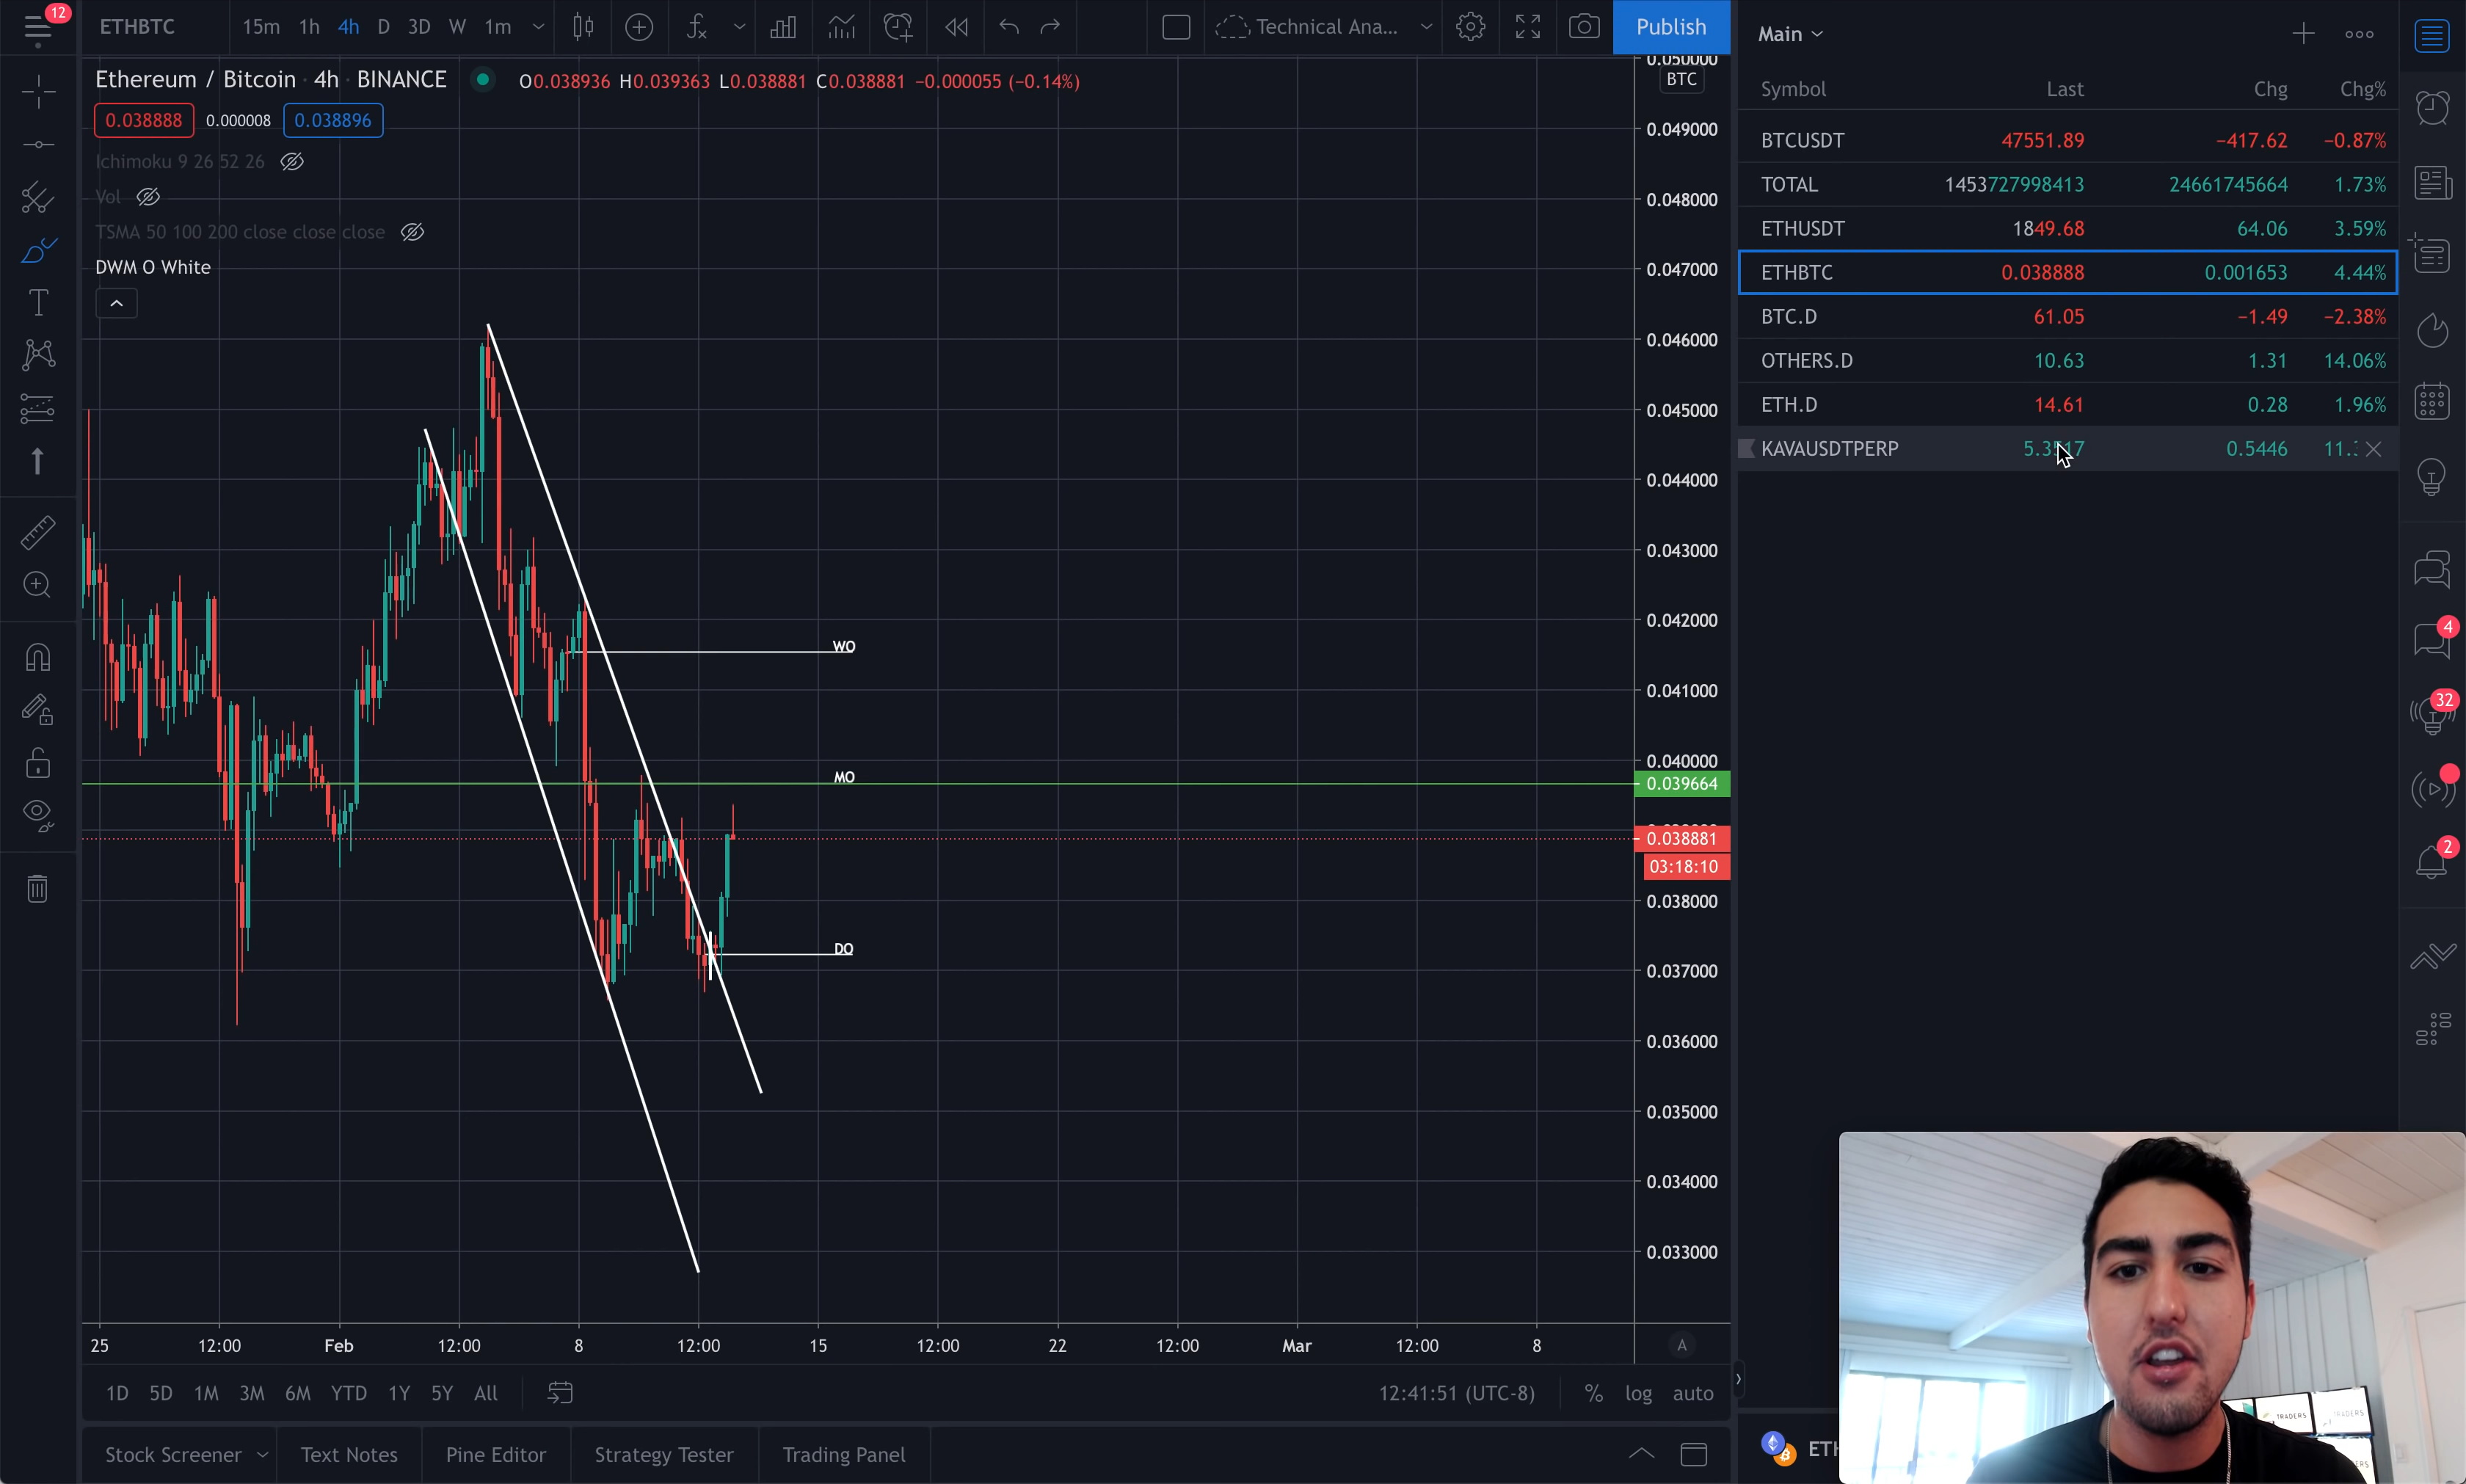 12
ETHBTC 15m 1h 4h D 3D W 1m Technical Ana... Publish
Ethereum / Bitcoin · 4h · BINANCE O0.038936 H0.039363 L0.038881 C0.038881 −0.000055 (−0.14%)
0.038888 0.000008 0.038896
Ichimoku 9 26 52 26
Vol
TSMA 50 100 200 close close close
DWM O White
BTC
0.050000
0.049000
0.048000
0.047000
0.046000
0.045000
0.044000
0.043000
0.042000
0.041000
0.040000
0.039664
0.038881
03:18:10
0.038000
0.037000
0.036000
0.035000
0.034000
0.033000
WO
MO
DO
25 12:00 Feb 12:00 8 12:00 15 12:00 22 12:00 Mar 12:00 8 A
1D 5D 1M 3M 6M YTD 1Y 5Y All 12:41:51 (UTC-8) % log auto
Stock Screener Text Notes Pine Editor Strategy Tester Trading Panel
Main
Symbol Last Chg Chg%
BTCUSDT 47551.89 −417.62 −0.87%
TOTAL 1453727998413 24661745664 1.73%
ETHUSDT 1849.68 64.06 3.59%
ETHBTC 0.038888 0.001653 4.44%
BTC.D 61.05 −1.49 −2.38%
OTHERS.D 10.63 1.31 14.06%
ETH.D 14.61 0.28 1.96%
KAVAUSDTPERP 0.5446
4
32
2
ETH
TRADERS
TRADERS